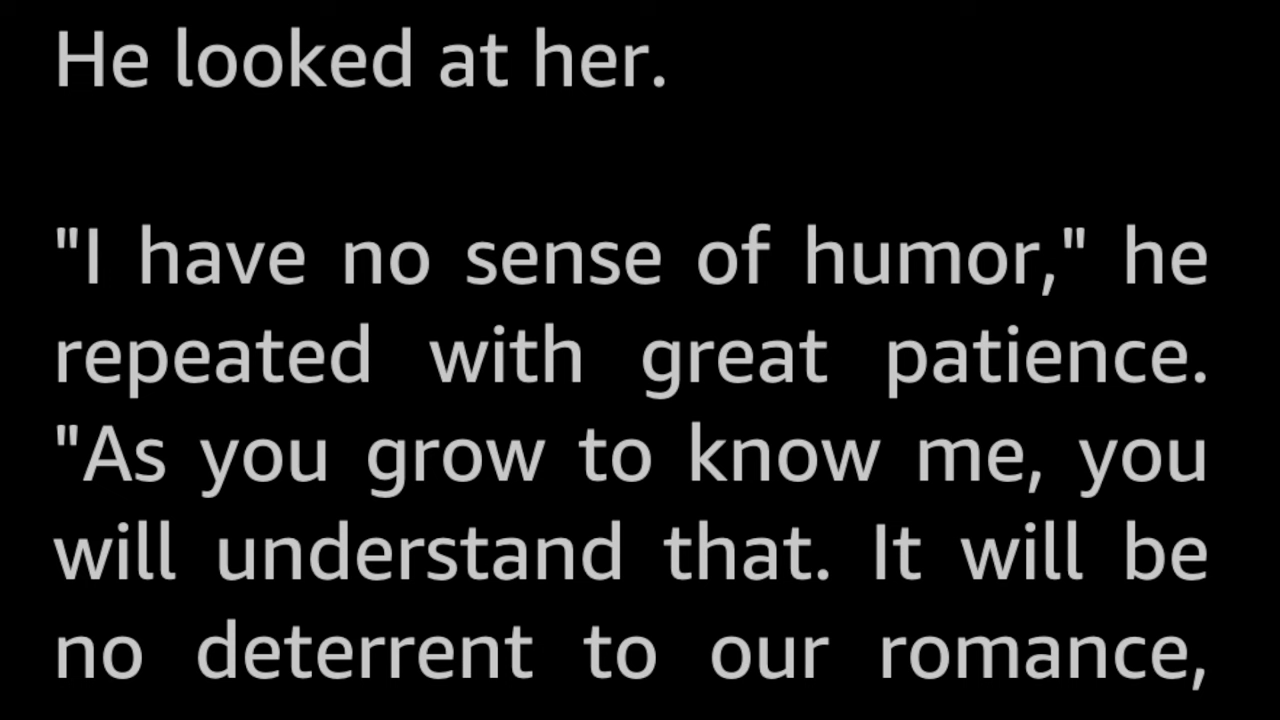 He looked at her.
"I have no sense of humor," he
repeated with great patience.
"As you grow to know me, you
will understand that. It will be
no deterrent to our romance,